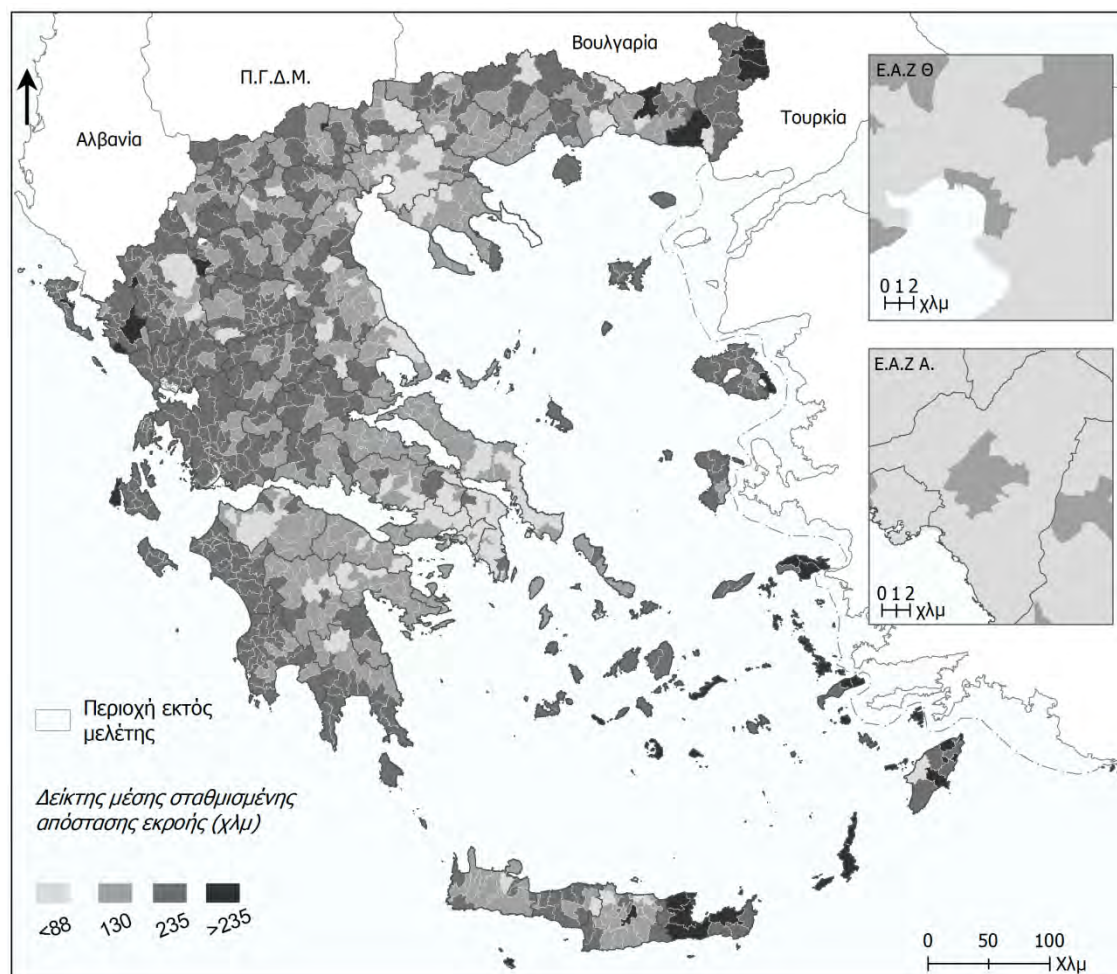 Βουλγαρία
Π.Γ.Δ.Μ.
Αλβανία
Τουρκία
Ε.Α.Ζ Θ
0 1 2
χλμ
Ε.Α.Ζ Α.
0 1 2
χλμ
Περιοχή εκτός
μελέτης
Δείκτης μέσης σταθμισμένης
απόστασης εκροής (χλμ)
<88 130 235 >235
0 50 100
Χλμ